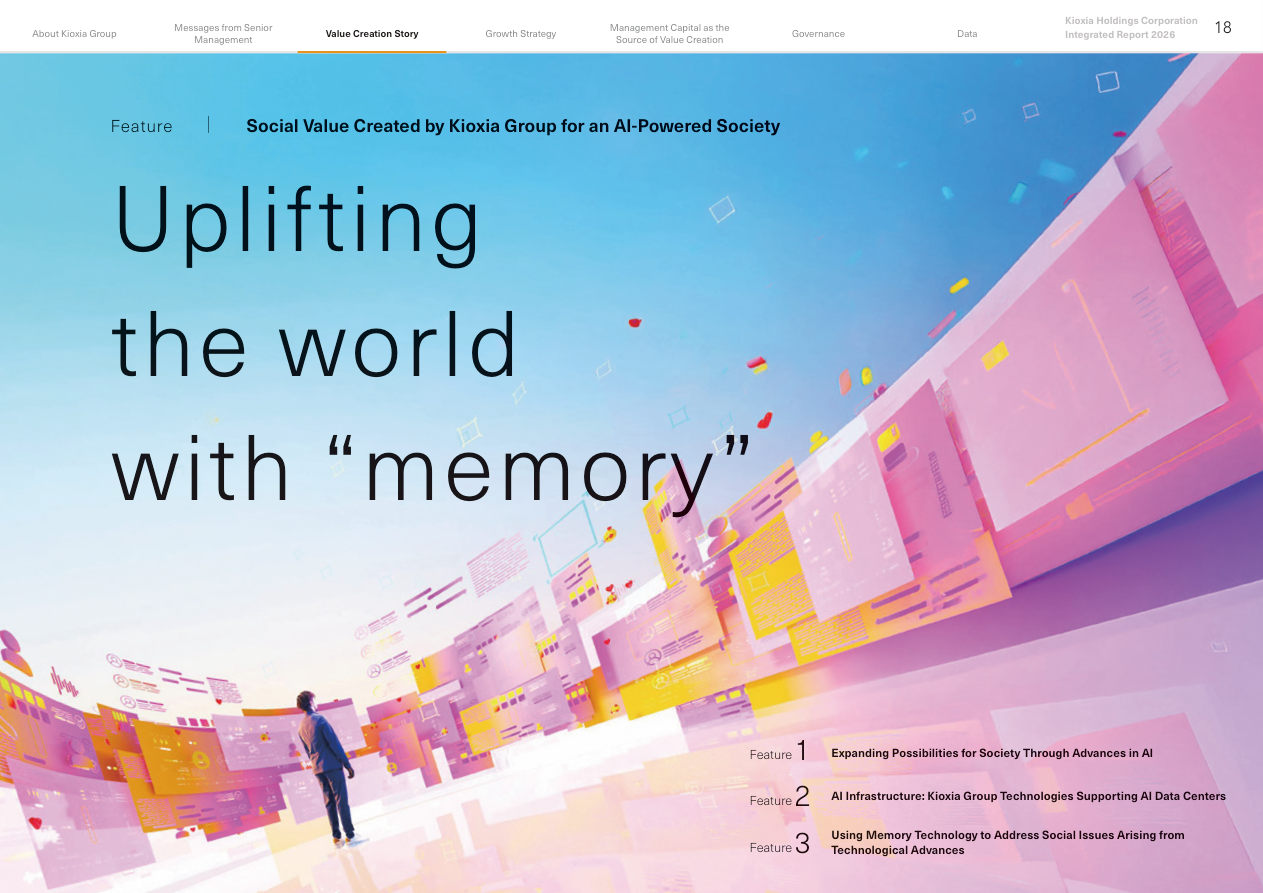 About Kioxia Group
Messages from Senior
Management
Value Creation Story
Growth Strategy
Management Capital as the
Source of Value Creation
Governance
Data
Kioxia Holdings Corporation
Integrated Report 2026
18
Feature
Social Value Created by Kioxia Group for an AI-Powered Society
Uplifting
the world
with “memory”
Feature 1 Expanding Possibilities for Society Through Advances in AI
Feature 2 AI Infrastructure: Kioxia Group Technologies Supporting AI Data Centers
Feature 3 Using Memory Technology to Address Social Issues Arising from
Technological Advances